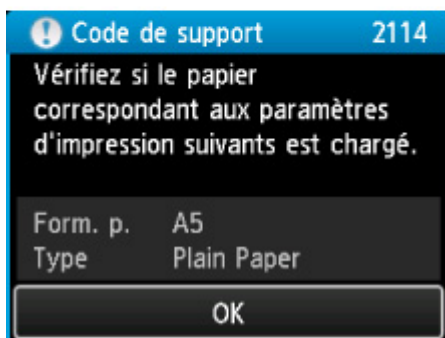 Code de support 2114
Vérifiez si le papier
correspondant aux paramètres
d'impression suivants est chargé.
Form. p. A5
Type Plain Paper
OK